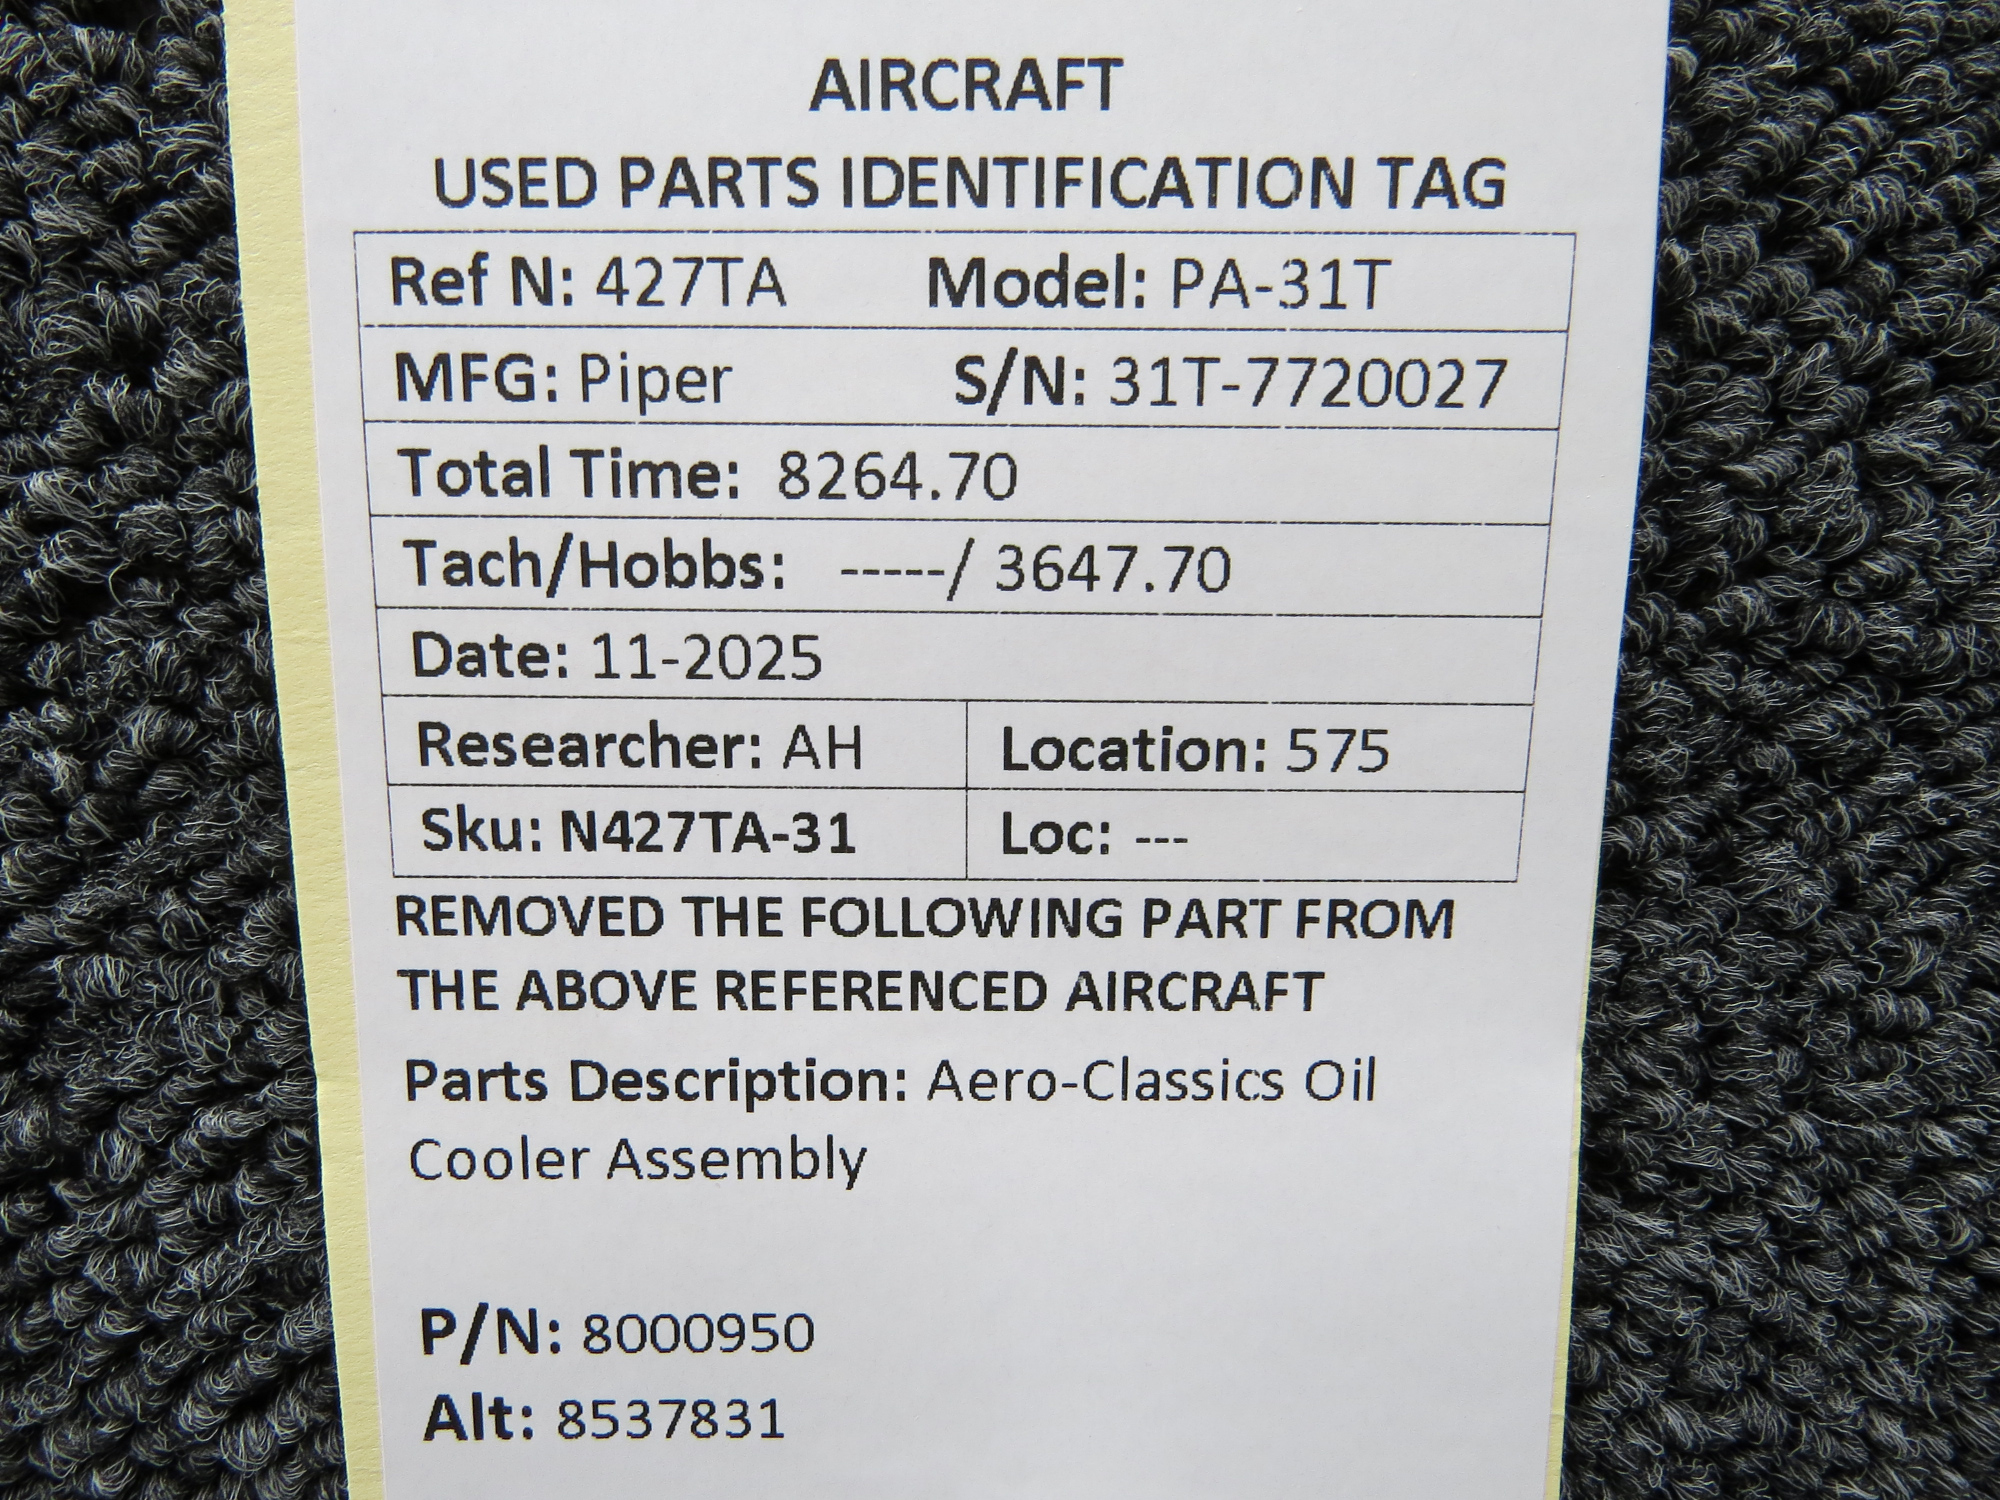 AIRCRAFT
USED PARTS IDENTIFICATION TAG
Ref N: 427TA Model: PA-31T
MFG: Piper S/N: 31T-7720027
Total Time: 8264.70
Tach/Hobbs: -----/ 3647.70
Date: 11-2025
Researcher: AH Location: 575
Sku: N427TA-31 Loc: ---
REMOVED THE FOLLOWING PART FROM
THE ABOVE REFERENCED AIRCRAFT
Parts Description: Aero-Classics Oil
Cooler Assembly
P/N: 8000950
Alt: 8537831